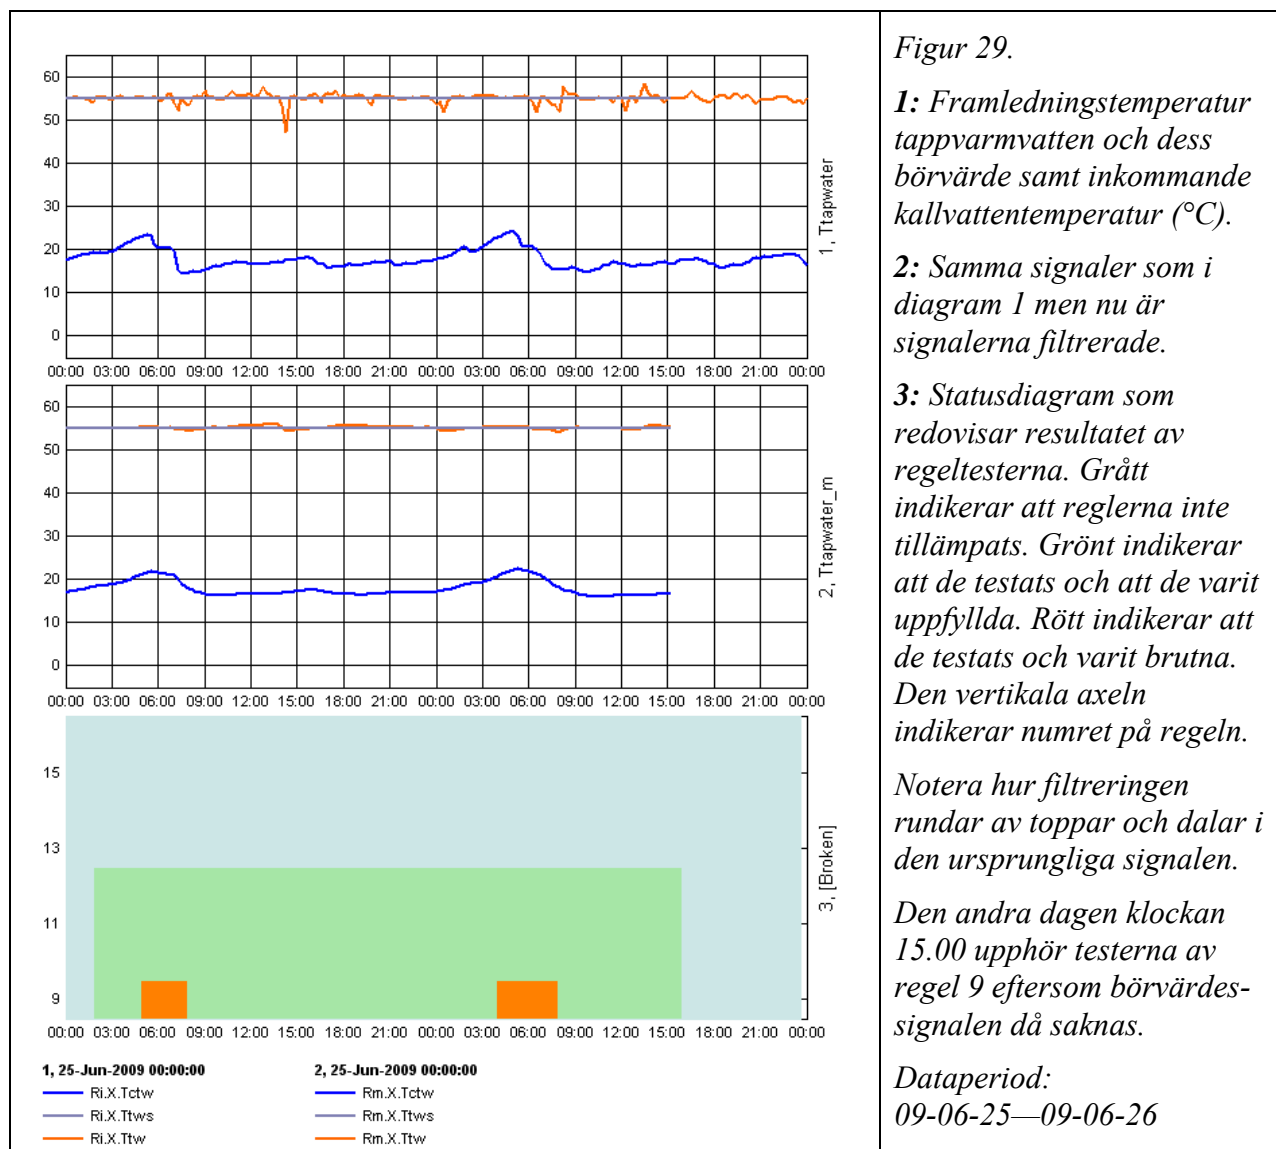 60
50
40
30
20
10
0
1, Ttapwater
00:00 03:00 06:00 09:00 12:00 15:00 18:00 21:00 00:00 03:00 06:00 09:00 12:00 15:00 18:00 21:00 00:00
60
50
40
30
20
10
0
2, Ttapwater_m
00:00 03:00 06:00 09:00 12:00 15:00 18:00 21:00 00:00 03:00 06:00 09:00 12:00 15:00 18:00 21:00 00:00
15
13
11
9
3, [Broken]
00:00 03:00 06:00 09:00 12:00 15:00 18:00 21:00 00:00 03:00 06:00 09:00 12:00 15:00 18:00 21:00 00:00
1, 25-Jun-2009 00:00:00
Ri.X.Tctw
Ri.X.Ttws
Ri.X.Ttw
2, 25-Jun-2009 00:00:00
Rm.X.Tctw
Rm.X.Ttws
Rm.X.Ttw
Figur 29.
1: Framledningstemperatur
tappvarmvatten och dess
börvärde samt inkommande
kallvattentemperatur (°C).
2: Samma signaler som i
diagram 1 men nu är
signalerna filtrerade.
3: Statusdiagram som
redovisar resultatet av
regeltesterna. Grått
indikerar att reglerna inte
tillämpats. Grönt indikerar
att de testats och att de varit
uppfyllda. Rött indikerar att
de testats och varit brutna.
Den vertikala axeln
indikerar numret på regeln.
Notera hur filtreringen
rundar av toppar och dalar i
den ursprungliga signalen.
Den andra dagen klockan
15.00 upphör testerna av
regel 9 eftersom börvärdes-
signalen då saknas.
Dataperiod:
09-06-25—09-06-26